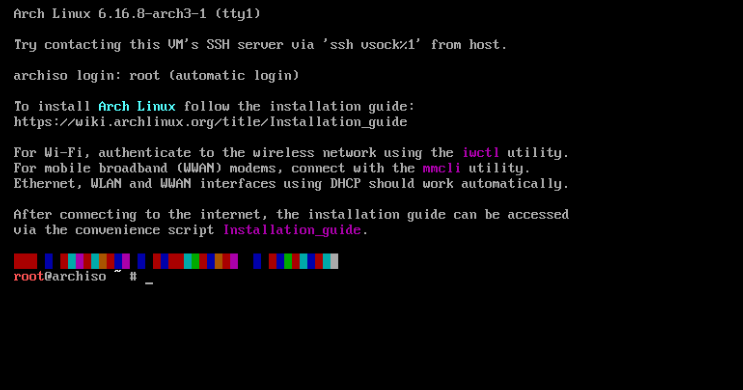 Arch Linux 6.16.8-arch3-1 (tty1)
Try contacting this VM's SSH server via 'ssh vsock%1' from host.
archiso login: root (automatic login)
To install Arch Linux follow the installation guide:
https://wiki.archlinux.org/title/Installation_guide
For Wi-Fi, authenticate to the wireless network using the iwctl utility.
For mobile broadband (WWAN) modems, connect with the mmcli utility.
Ethernet, WLAN and WWAN interfaces using DHCP should work automatically.
After connecting to the internet, the installation guide can be accessed
via the convenience script Installation_guide.
root@archiso ~ # _